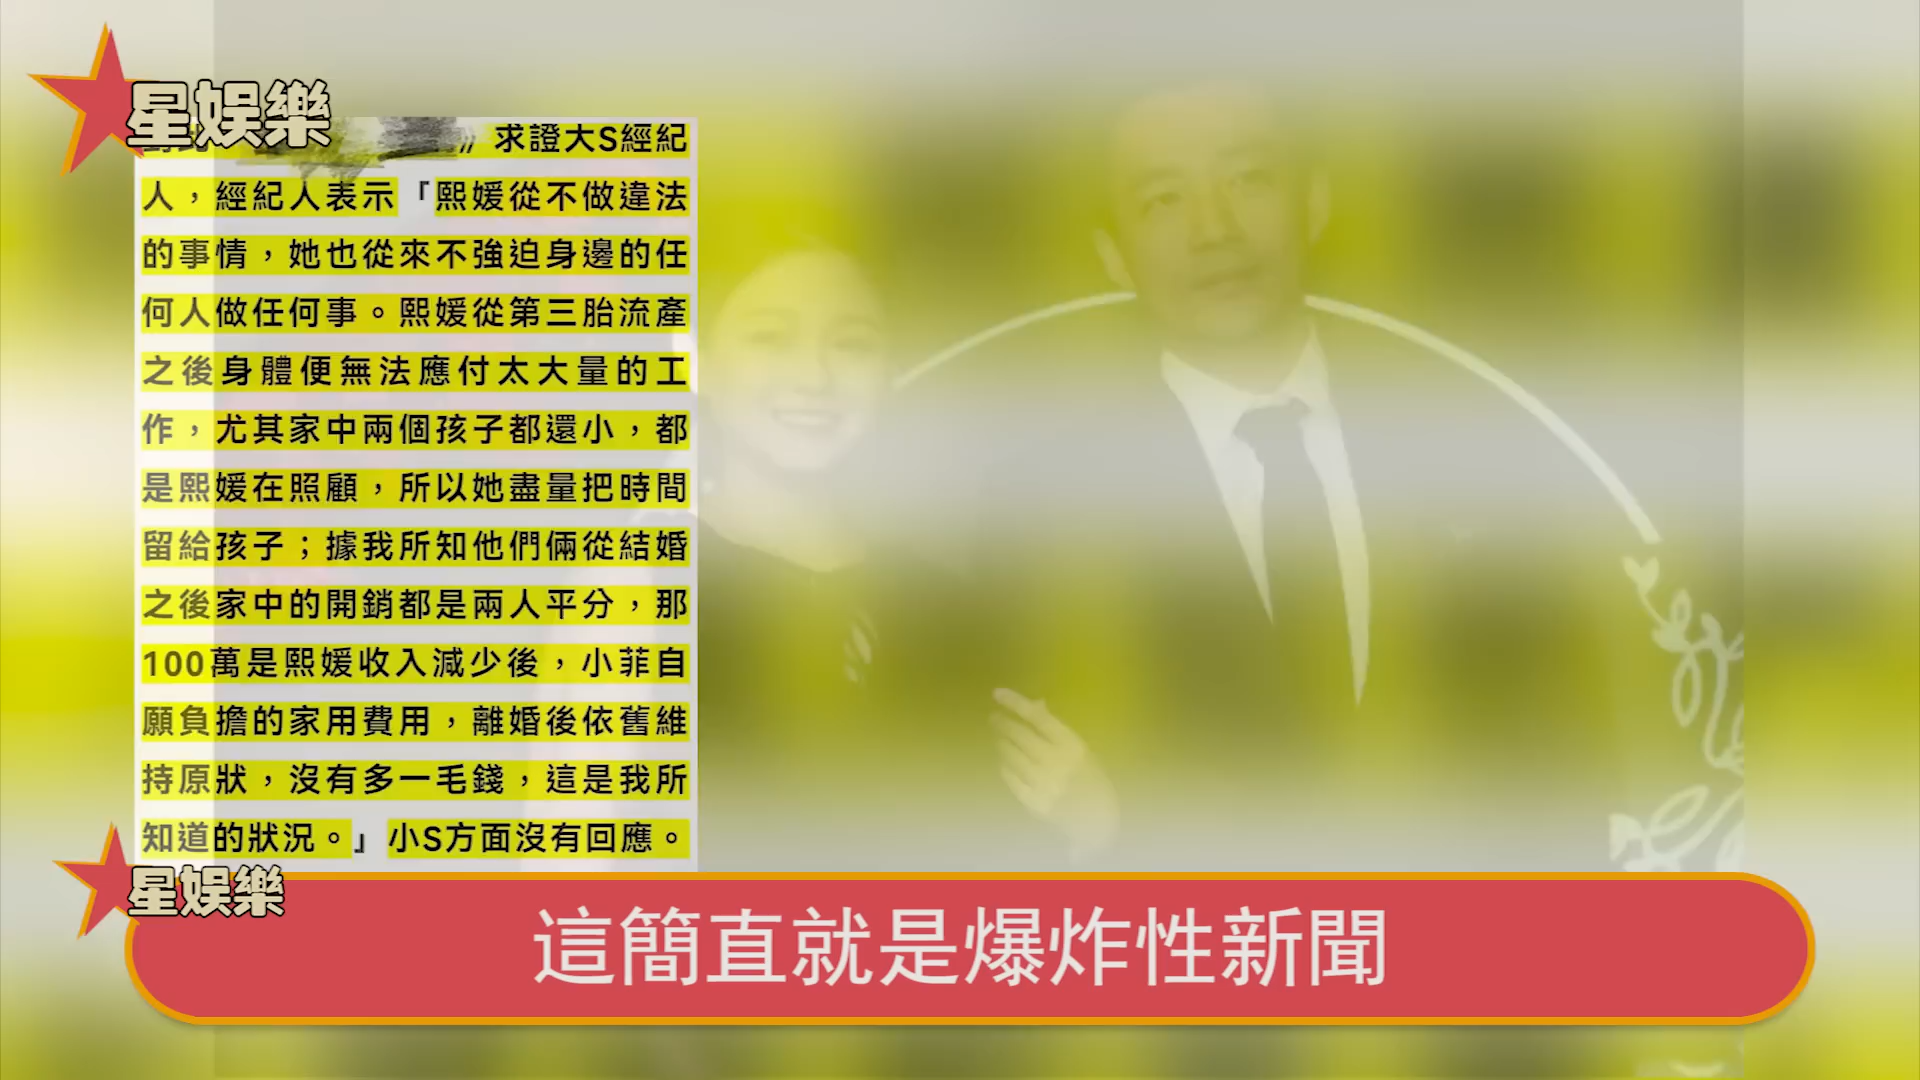 星娛樂
》求證大S經紀
人，經紀人表示「熙媛從不做違法
的事情，她也從來不強迫身邊的任
何人做任何事。熙媛從第三胎流產
之後身體便無法應付太大量的工
作，尤其家中兩個孩子都還小，都
是熙媛在照顧，所以她盡量把時間
留給孩子；據我所知他們倆從結婚
之後家中的開銷都是兩人平分，那
100萬是熙媛收入減少後，小菲自
願負擔的家用費用，離婚後依舊維
持原狀，沒有多一毛錢，這是我所
知道的狀況。」小S方面沒有回應。
星娛樂
這簡直就是爆炸性新聞